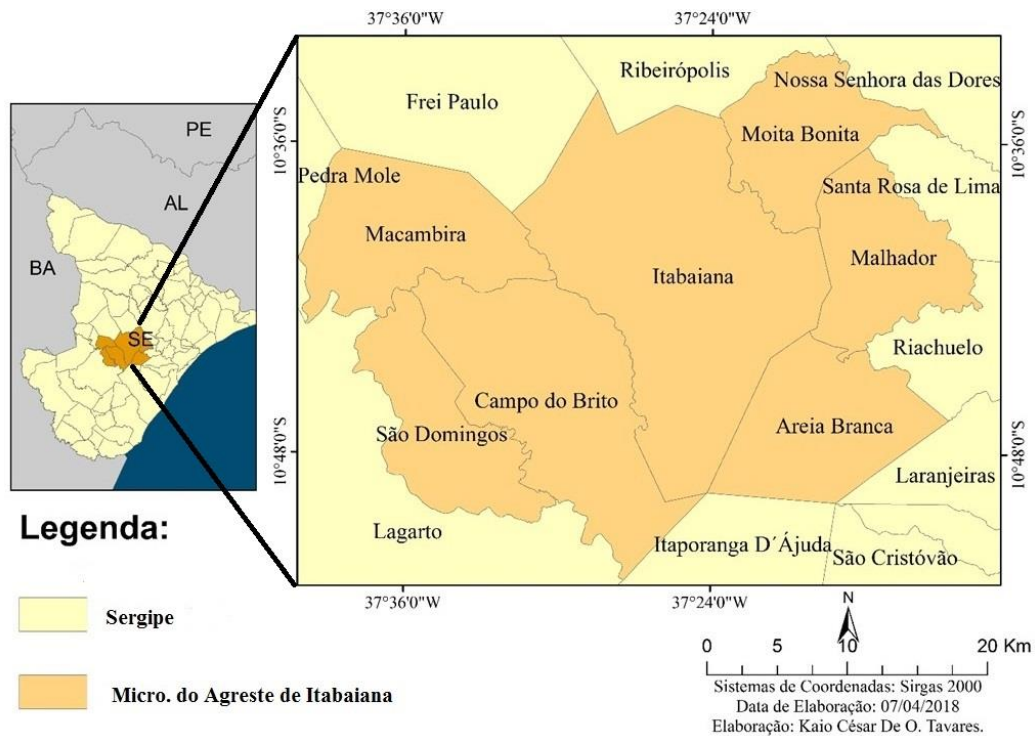 37°36'0"W
37°24'0"W
Ribeirópolis
Nossa Senhora das Dores
Frei Paulo
PE
Moita Bonita
10°36'0"S
10°36'0"S
Pedra Mole
Santa Rosa de Lima
AL
Macambira
Malhador
BA
Itabaiana
SE
Riachuelo
Campo do Brito
Areia Branca
São Domingos
10°48'0"S
10°48'0"S
Laranjeiras
Legenda:
Lagarto
Itaporanga D´Ájuda
São Cristóvão
37°36'0"W
37°24'0"W
N
Sergipe
0 5 10 20 Km
Micro. do Agreste de Itabaiana
Sistemas de Coordenadas: Sirgas 2000
Data de Elaboração: 07/04/2018
Elaboração: Kaio César De O. Tavares.